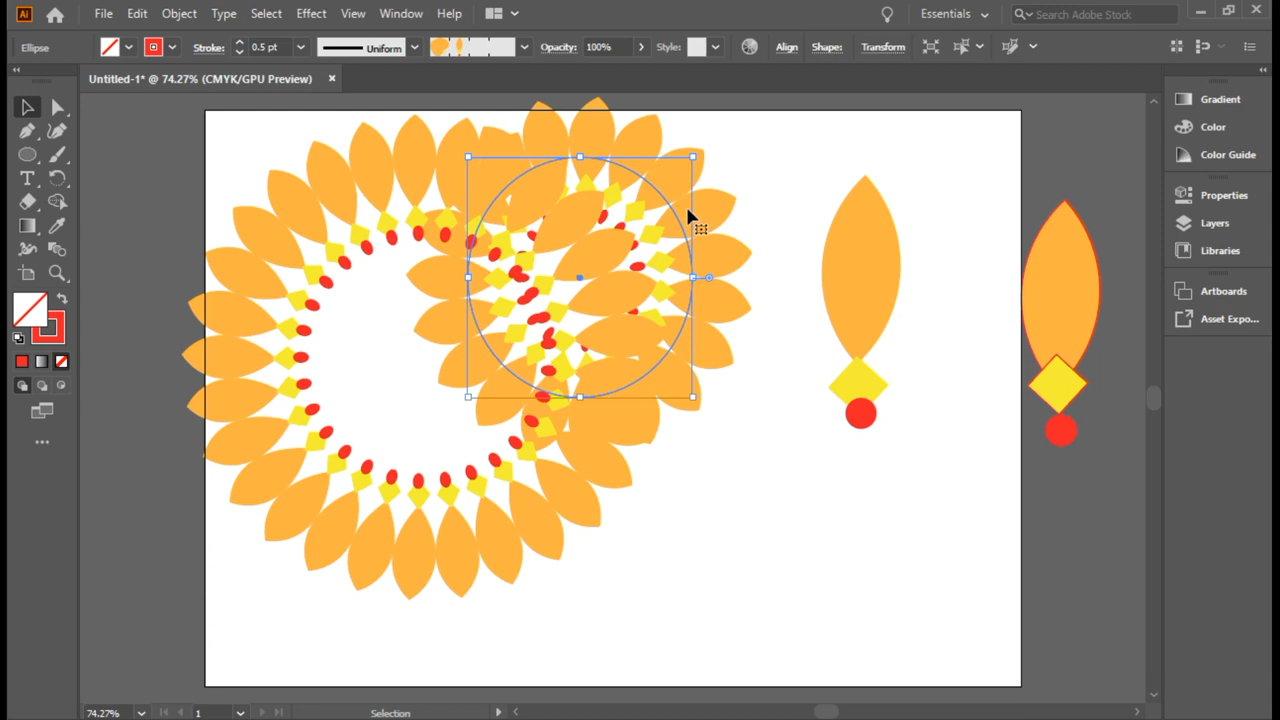 Ai File Edit Object Type Select Effect View Window Help Essentials Search Adobe Stock
Ellipse Stroke: 0.5 pt Uniform Opacity: 100% Style: Align Shape: Transform
Untitled-1* @ 74.27% (CMYK/GPU Preview)
Gradient
Color
Color Guide
Properties
Layers
Libraries
Artboards
Asset Expo...
74.27% 1 Selection